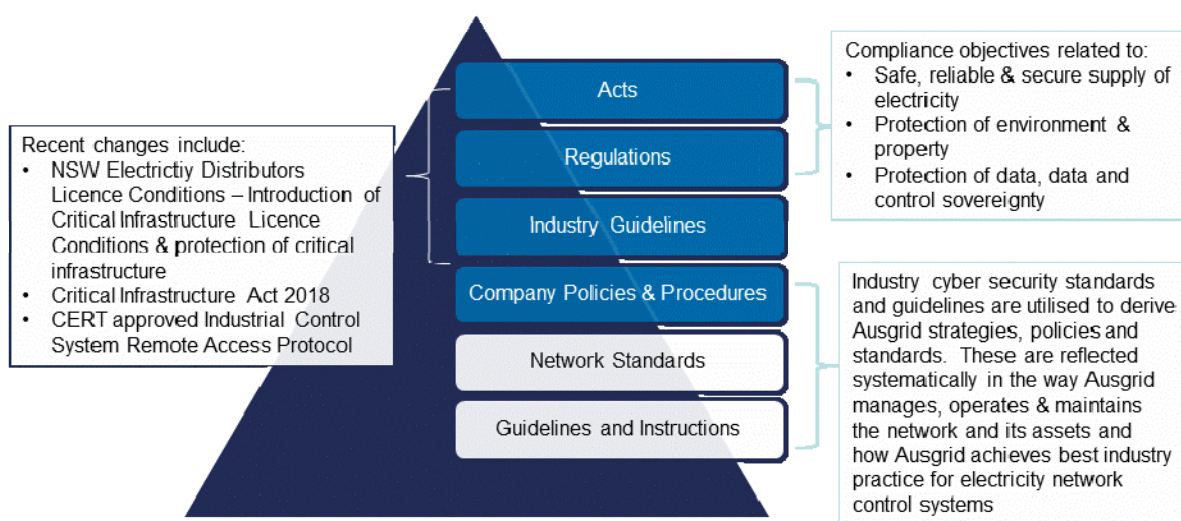 Recent changes include:
• NSW Electrictiy Distributors
Licence Conditions – Introduction of
Critical Infrastructure Licence
Conditions & protection of critical
infrastructure
• Critical Infrastructure Act 2018
• CERT approved Industrial Control
System Remote Access Protocol
Acts
Regulations
Industry Guidelines
Company Policies & Procedures
Network Standards
Guidelines and Instructions
Compliance objectives related to:
• Safe, reliable & secure supply of
electricity
• Protection of environment &
property
• Protection of data, data and
control sovereignty
Industry cyber security standards
and guidelines are utilised to derive
Ausgrid strategies, policies and
standards. These are reflected
systematically in the way Ausgrid
manages, operates & maintains
the network and its assets and
how Ausgrid achieves best industry
practice for electricity network
control systems